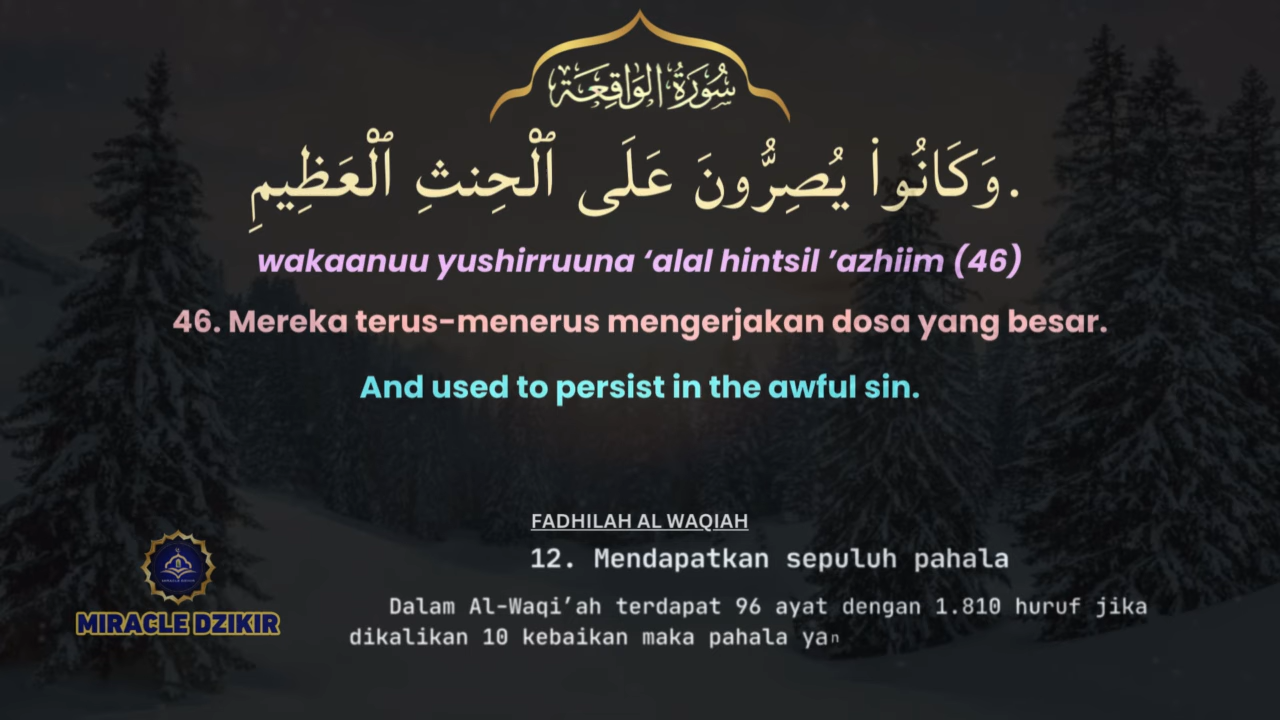 سُورَةُ الوَاقِعَة
وَكَانُوا۟ يُصِرُّونَ عَلَى ٱلْحِنثِ ٱلْعَظِيمِ.
wakaanuu yushirruuna ‘alal hintsil ’azhiim (46)
46. Mereka terus-menerus mengerjakan dosa yang besar.
And used to persist in the awful sin.
FADHILAH AL WAQIAH
12. Mendapatkan sepuluh pahala
Dalam Al-Waqi’ah terdapat 96 ayat dengan 1.810 huruf jika
dikalikan 10 kebaikan maka pahala yan
MIRACLE DZIKIR